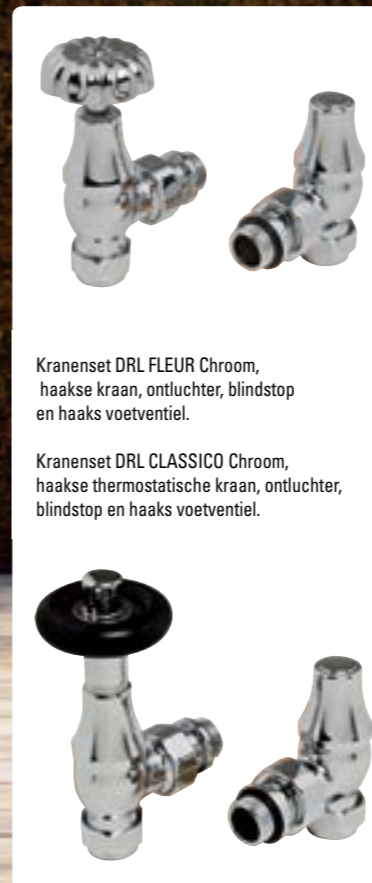 Kranenset DRL FLEUR Chroom,
haakse kraan, ontluchter, blindstop
en haaks voetventiel.
Kranenset DRL CLASSICO Chroom,
haakse thermostatische kraan, ontluchter,
blindstop en haaks voetventiel.